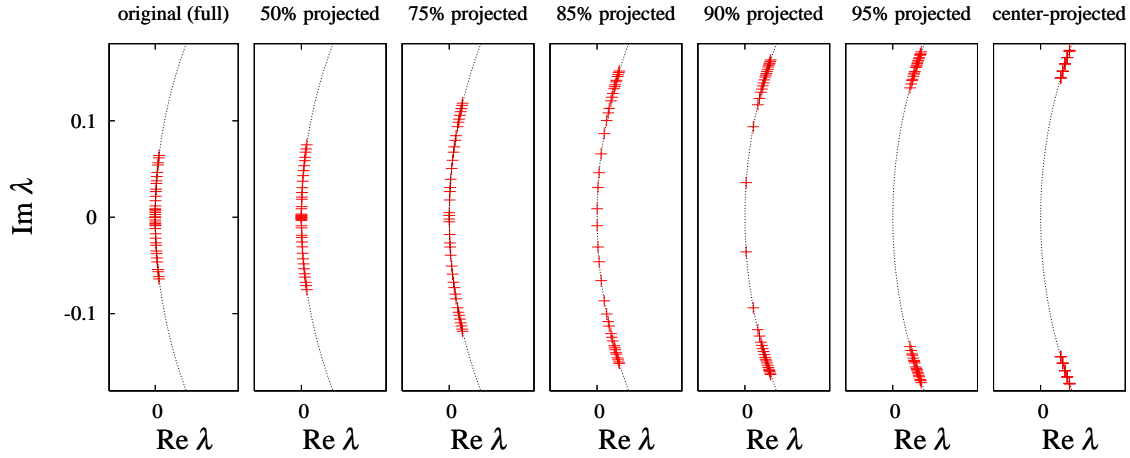 original (full) 50% projected 75% projected 85% projected 90% projected 95% projected center-projected
Im λ
0.1
0
-0.1
0 0 0 0 0 0 0
Re λ Re λ Re λ Re λ Re λ Re λ Re λ